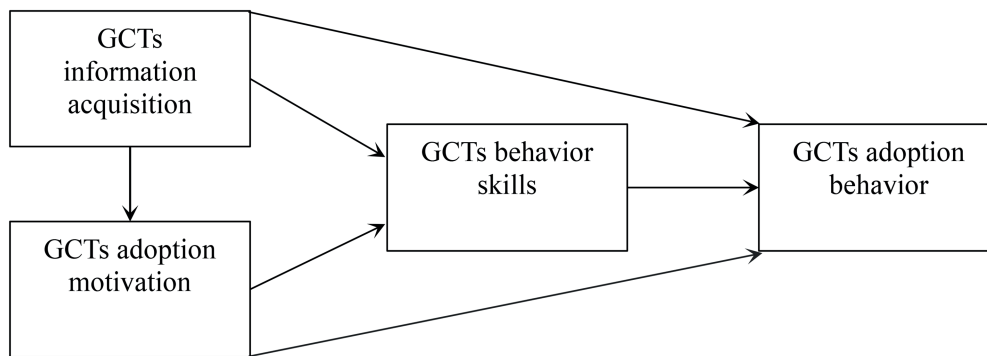 GCTs
information
acquisition
GCTs adoption
motivation
GCTs behavior
skills
GCTs adoption
behavior